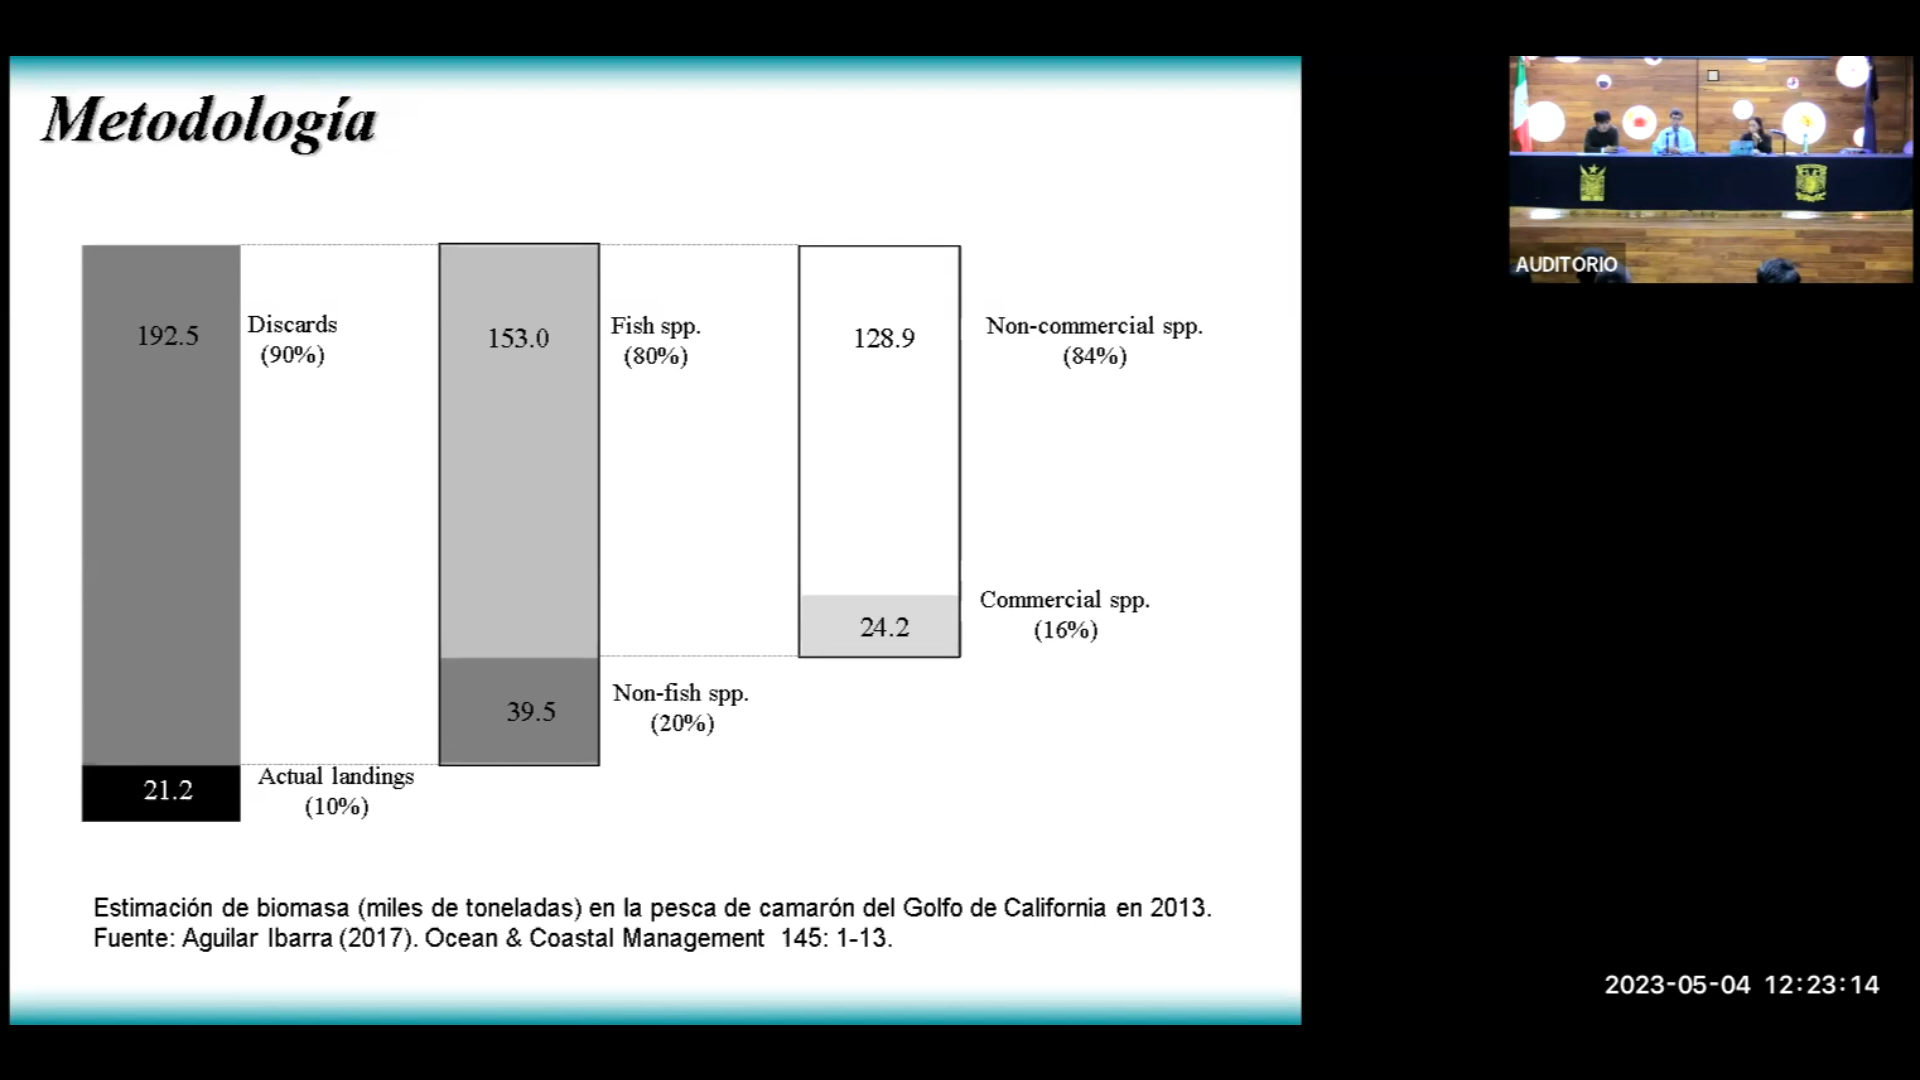 Metodología
192.5
Discards
(90%)
153.0
Fish spp.
(80%)
128.9
Non-commercial spp.
(84%)
Commercial spp.
(16%)
24.2
Non-fish spp.
(20%)
39.5
Actual landings
(10%)
21.2
Estimación de biomasa (miles de toneladas) en la pesca de camarón del Golfo de California en 2013.
Fuente: Aguilar Ibarra (2017). Ocean & Coastal Management 145: 1-13.
AUDITORIO
2023-05-04 12:23:14